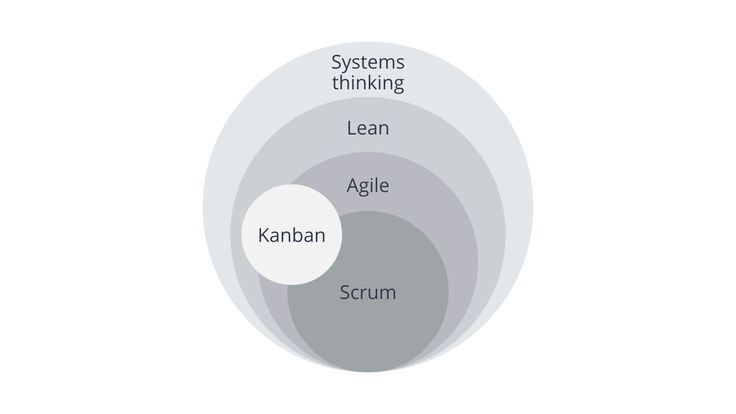 Systems
thinking
Lean
Agile
Kanban
Scrum